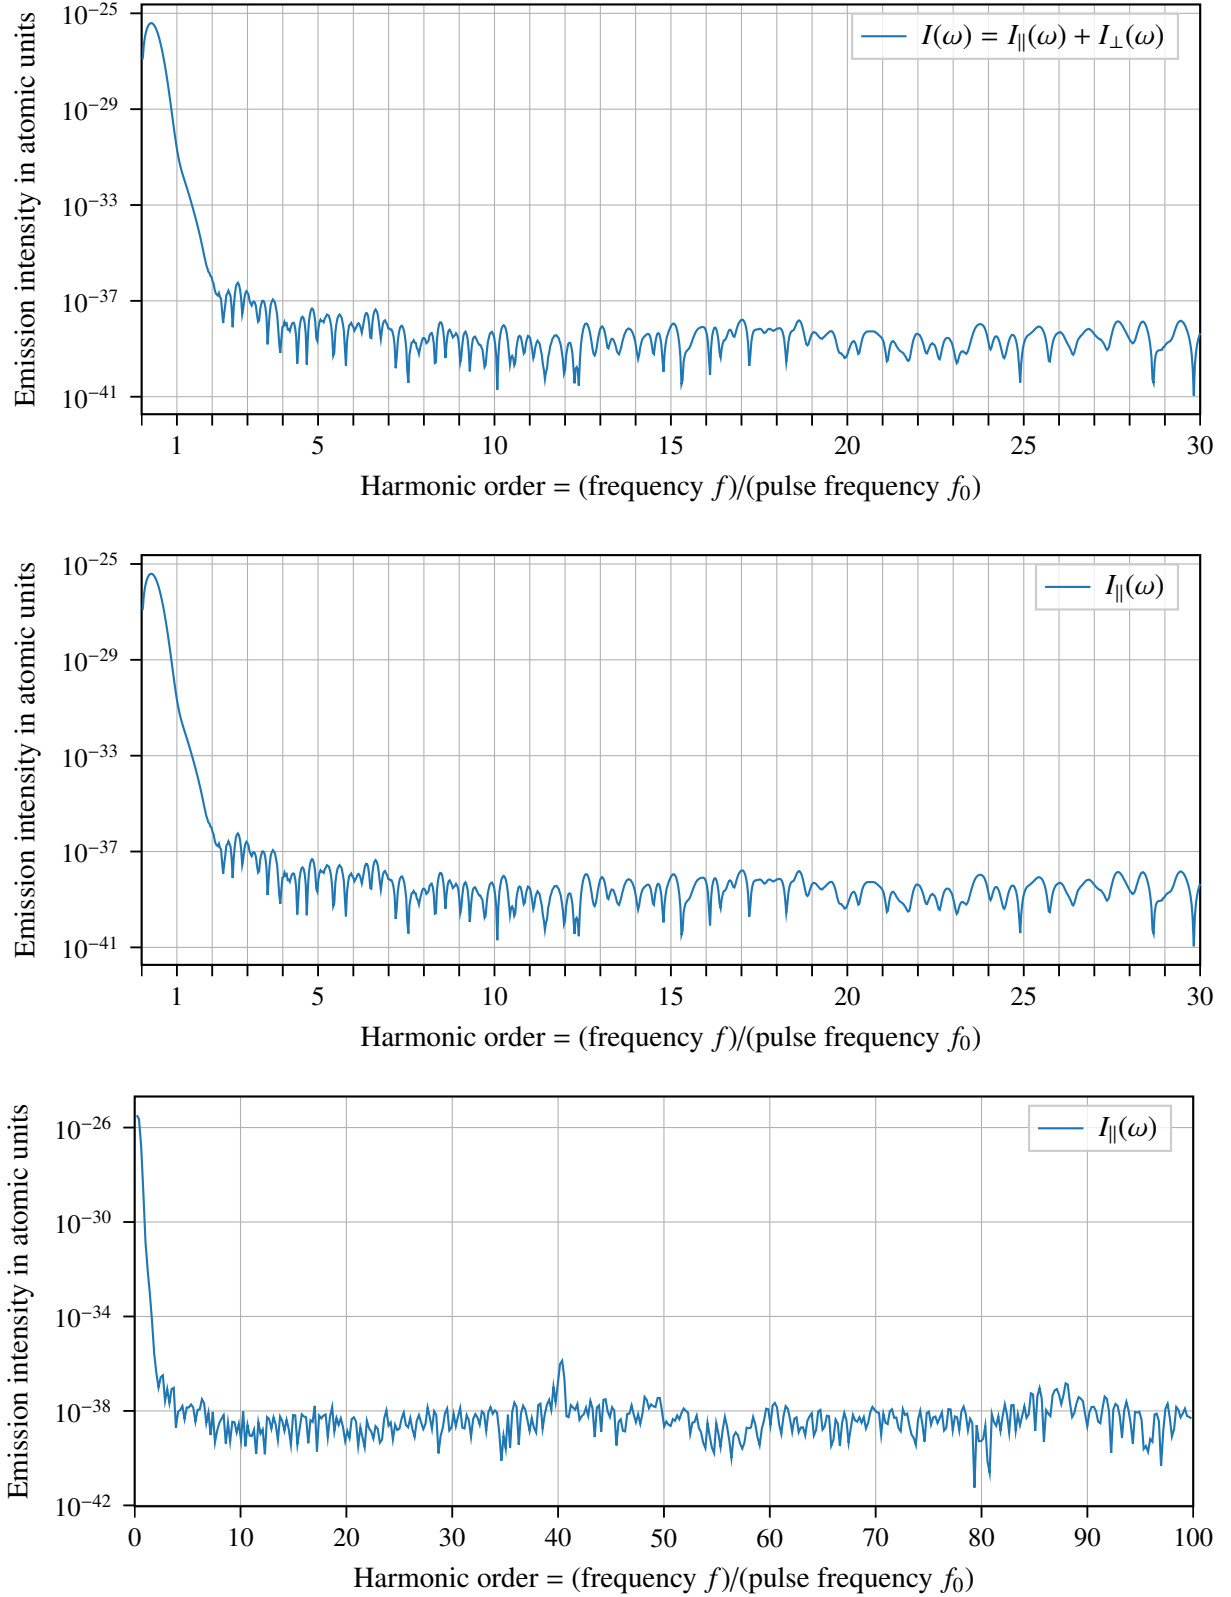 Emission intensity in atomic units
10⁻²⁵
10⁻²⁹
10⁻³³
10⁻³⁷
10⁻⁴¹
I(ω) = I∥(ω) + I⊥(ω)
1 5 10 15 20 25 30
Harmonic order = (frequency f)/(pulse frequency f₀)
Emission intensity in atomic units
10⁻²⁵
10⁻²⁹
10⁻³³
10⁻³⁷
10⁻⁴¹
I∥(ω)
1 5 10 15 20 25 30
Harmonic order = (frequency f)/(pulse frequency f₀)
Emission intensity in atomic units
10⁻²⁶
10⁻³⁰
10⁻³⁴
10⁻³⁸
10⁻⁴²
I∥(ω)
0 10 20 30 40 50 60 70 80 90 100
Harmonic order = (frequency f)/(pulse frequency f₀)